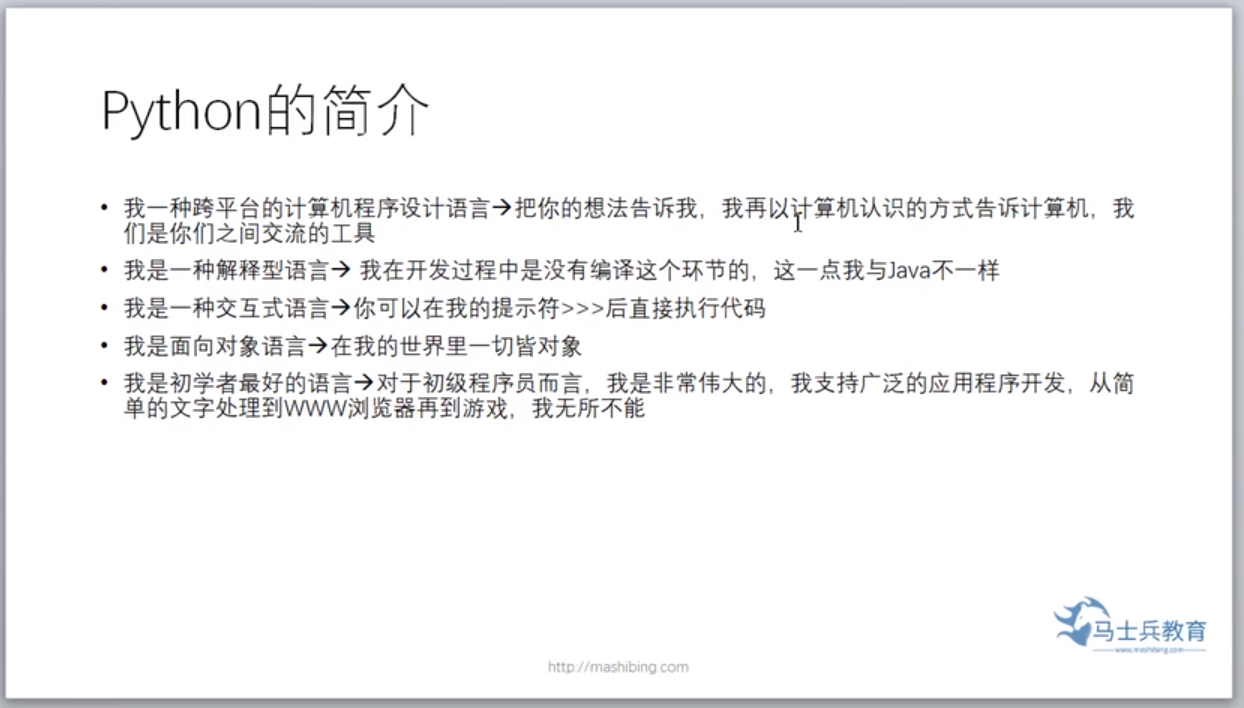 Python的简介
• 我一种跨平台的计算机程序设计语言→把你的想法告诉我，我再以计算机认识的方式告诉计算机，我
们是你们之间交流的工具
• 我是一种解释型语言→ 我在开发过程中是没有编译这个环节的，这一点我与Java不一样
• 我是一种交互式语言→你可以在我的提示符>>>后直接执行代码
• 我是面向对象语言→在我的世界里一切皆对象
• 我是初学者最好的语言→对于初级程序员而言，我是非常伟大的，我支持广泛的应用程序开发，从简
单的文字处理到WWW浏览器再到游戏，我无所不能
马士兵教育
www.mashibing.com
http://mashibing.com